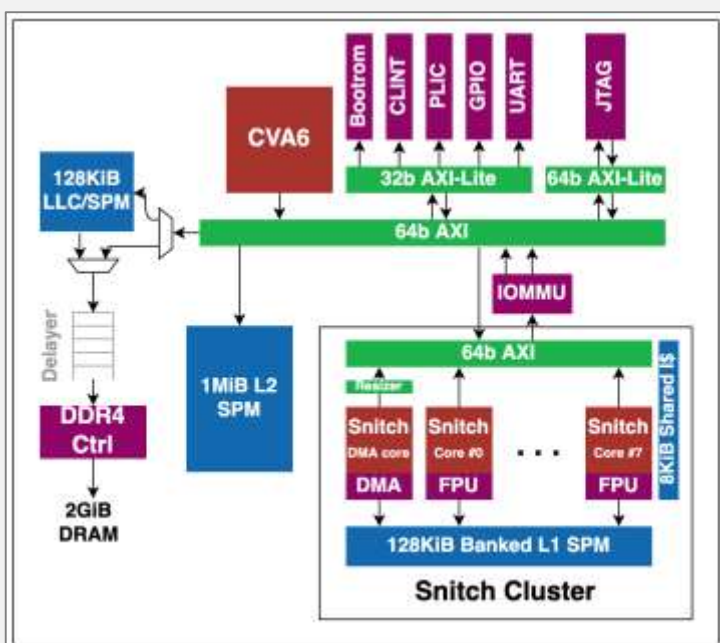 Bootrom
CLINT
PLIC
GPIO
UART
JTAG
CVA6
32b AXI-Lite
64b AXI-Lite
128KiB
LLC/SPM
64b AXI
IOMMU
Delayer
1MiB L2
SPM
64b AXI
Resizer
8KiB Shared I$
DDR4
Ctrl
Snitch
DMA core
DMA
Snitch
Core #0
FPU
. . .
Snitch
Core #7
FPU
2GiB
DRAM
128KiB Banked L1 SPM
Snitch Cluster